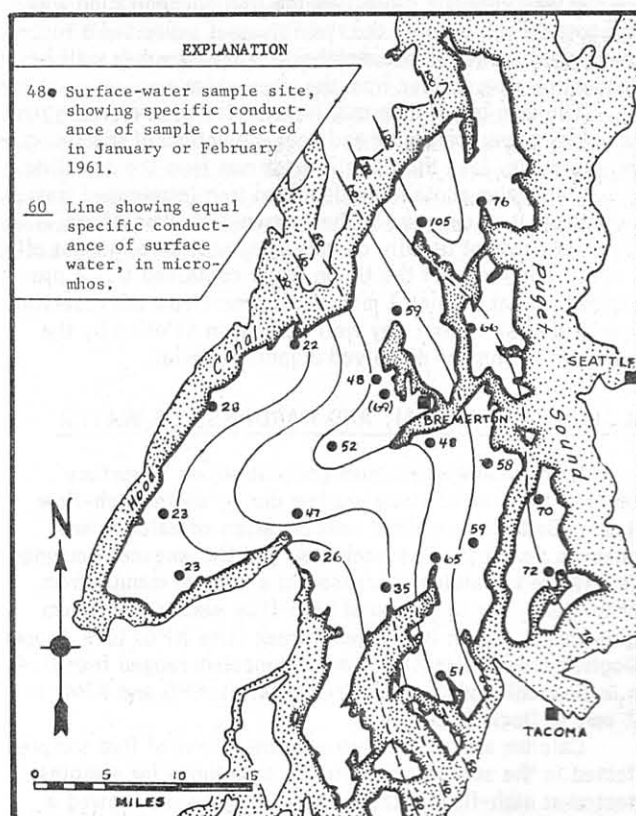 EXPLANATION
48 Surface-water sample site,
showing specific conduct-
ance of sample collected
in January or February
1961.
60 Line showing equal
specific conduct-
ance of surface
water, in micro-
mhos.
76
105
Puget
Sound
59
66
Canal
Hood
22
SEATTLE
48
(69)
28
BREMERTON
52
48
58
70
23
47
59
N
26
65
72
23
35
51
TACOMA
0 5 10 15
MILES